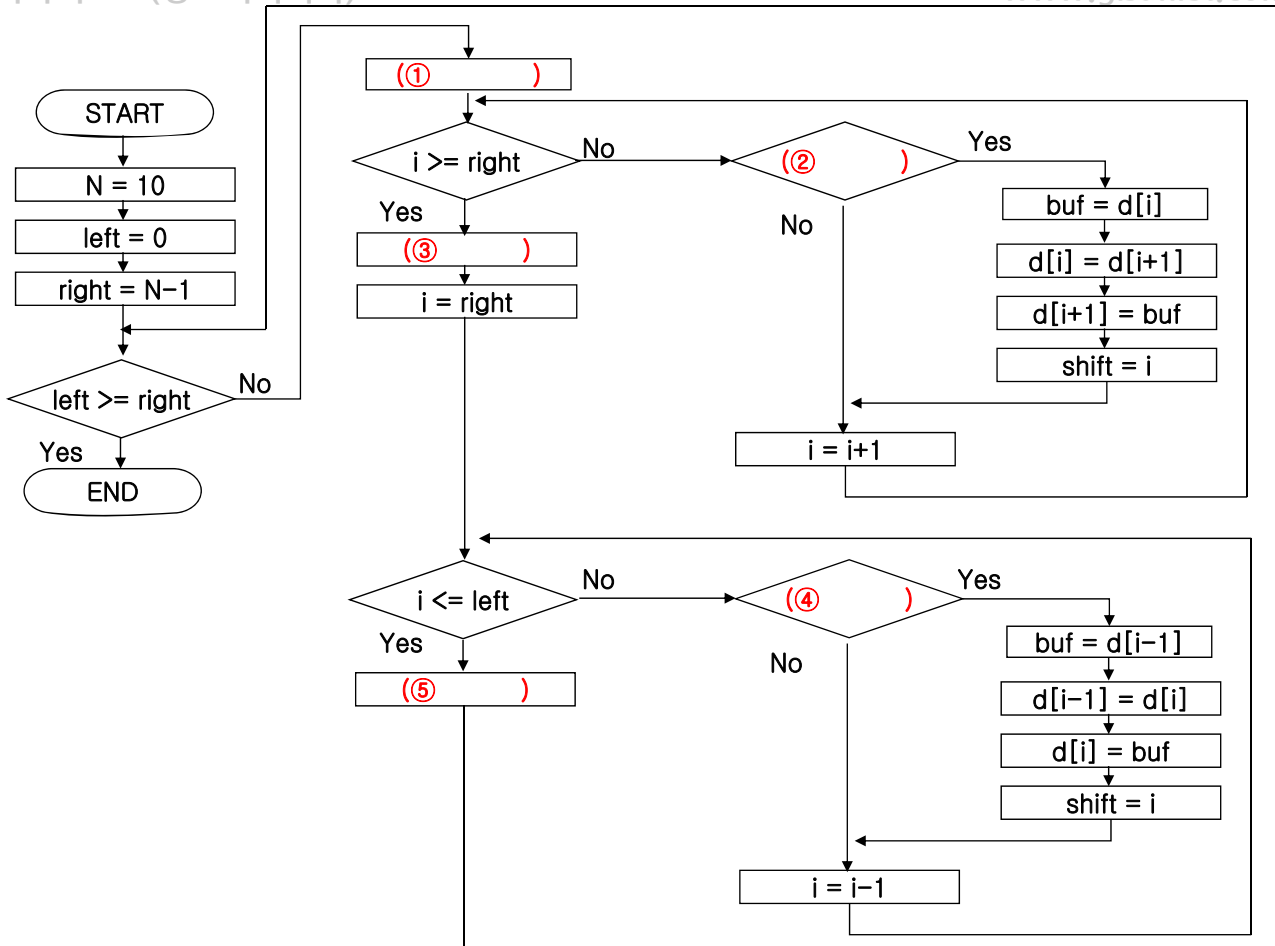 START
N = 10
left = 0
right = N-1
left >= right
No
Yes
END
(① )
i >= right
No
Yes
(③ )
i = right
(② )
Yes
No
buf = d[i]
d[i] = d[i+1]
d[i+1] = buf
shift = i
i = i+1
i <= left
No
Yes
(⑤ )
(④ )
Yes
No
buf = d[i-1]
d[i-1] = d[i]
d[i] = buf
shift = i
i = i-1